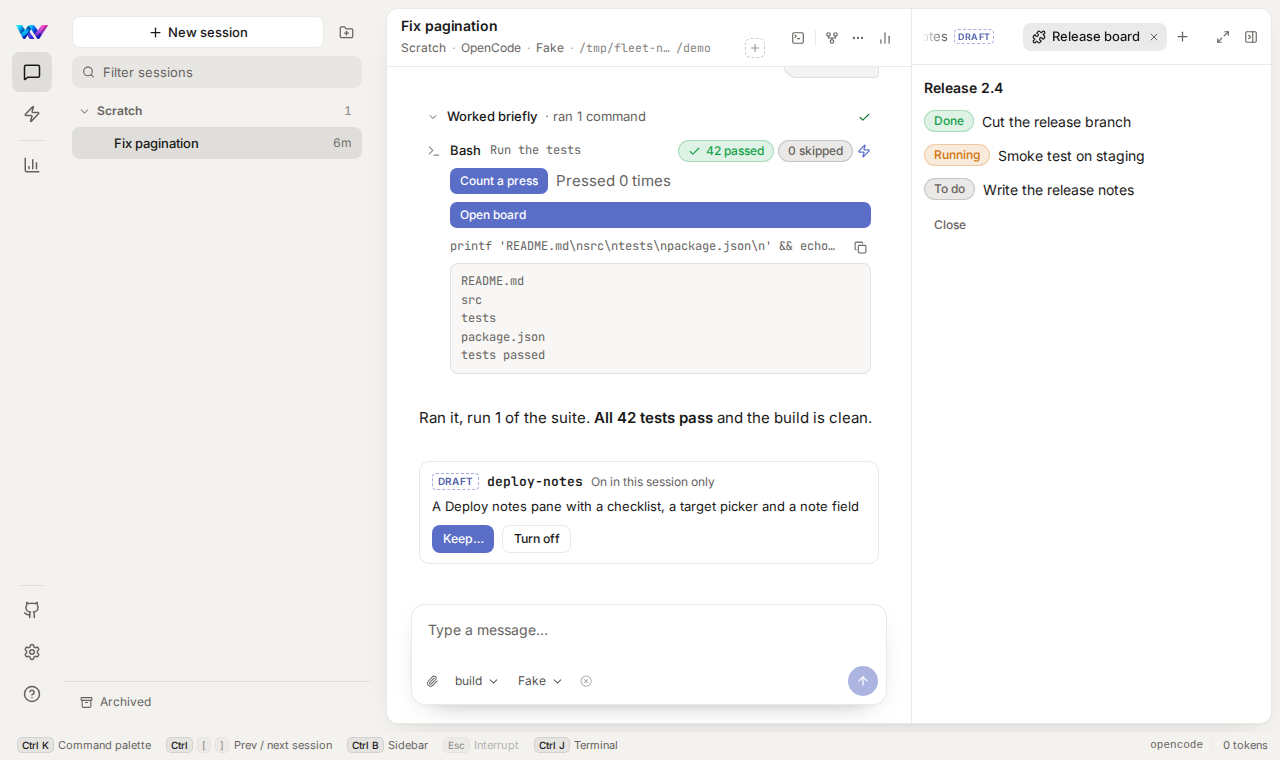 New session
Filter sessions
Scratch 1
Fix pagination 6m
Archived
Fix pagination
Scratch · OpenCode · Fake · /tmp/fleet-n… /demo
Worked briefly · ran 1 command
Bash Run the tests 42 passed 0 skipped
Count a press Pressed 0 times
Open board
printf 'README.md\nsrc\ntests\npackage.json\n' && echo…
README.md
src
tests
package.json
tests passed
Ran it, run 1 of the suite. All 42 tests pass and the build is clean.
DRAFT deploy-notes On in this session only
A Deploy notes pane with a checklist, a target picker and a note field
Keep… Turn off
Type a message…
build Fake
otes DRAFT Release board
Release 2.4
Done Cut the release branch
Running Smoke test on staging
To do Write the release notes
Close
Ctrl K Command palette Ctrl [ ] Prev / next session Ctrl B Sidebar Esc Interrupt Ctrl J Terminal opencode 0 tokens